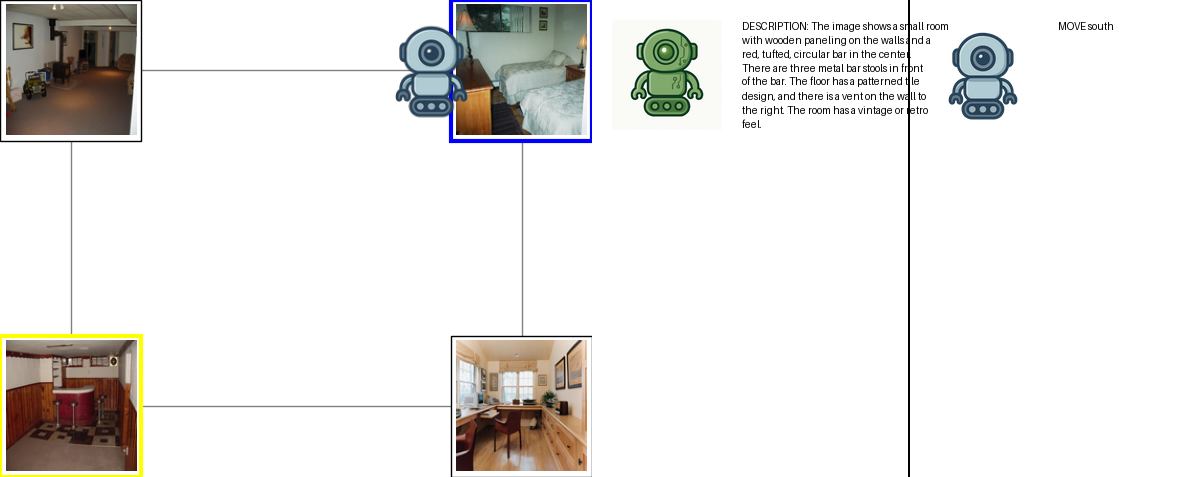 DESCRIPTION: The image shows a small room
with wooden paneling on the walls and a
red, tufted, circular bar in the center.
There are three metal bar stools in front
of the bar. The floor has a patterned tile
design, and there is a vent on the wall to
the right. The room has a vintage or retro
feel.
MOVE south